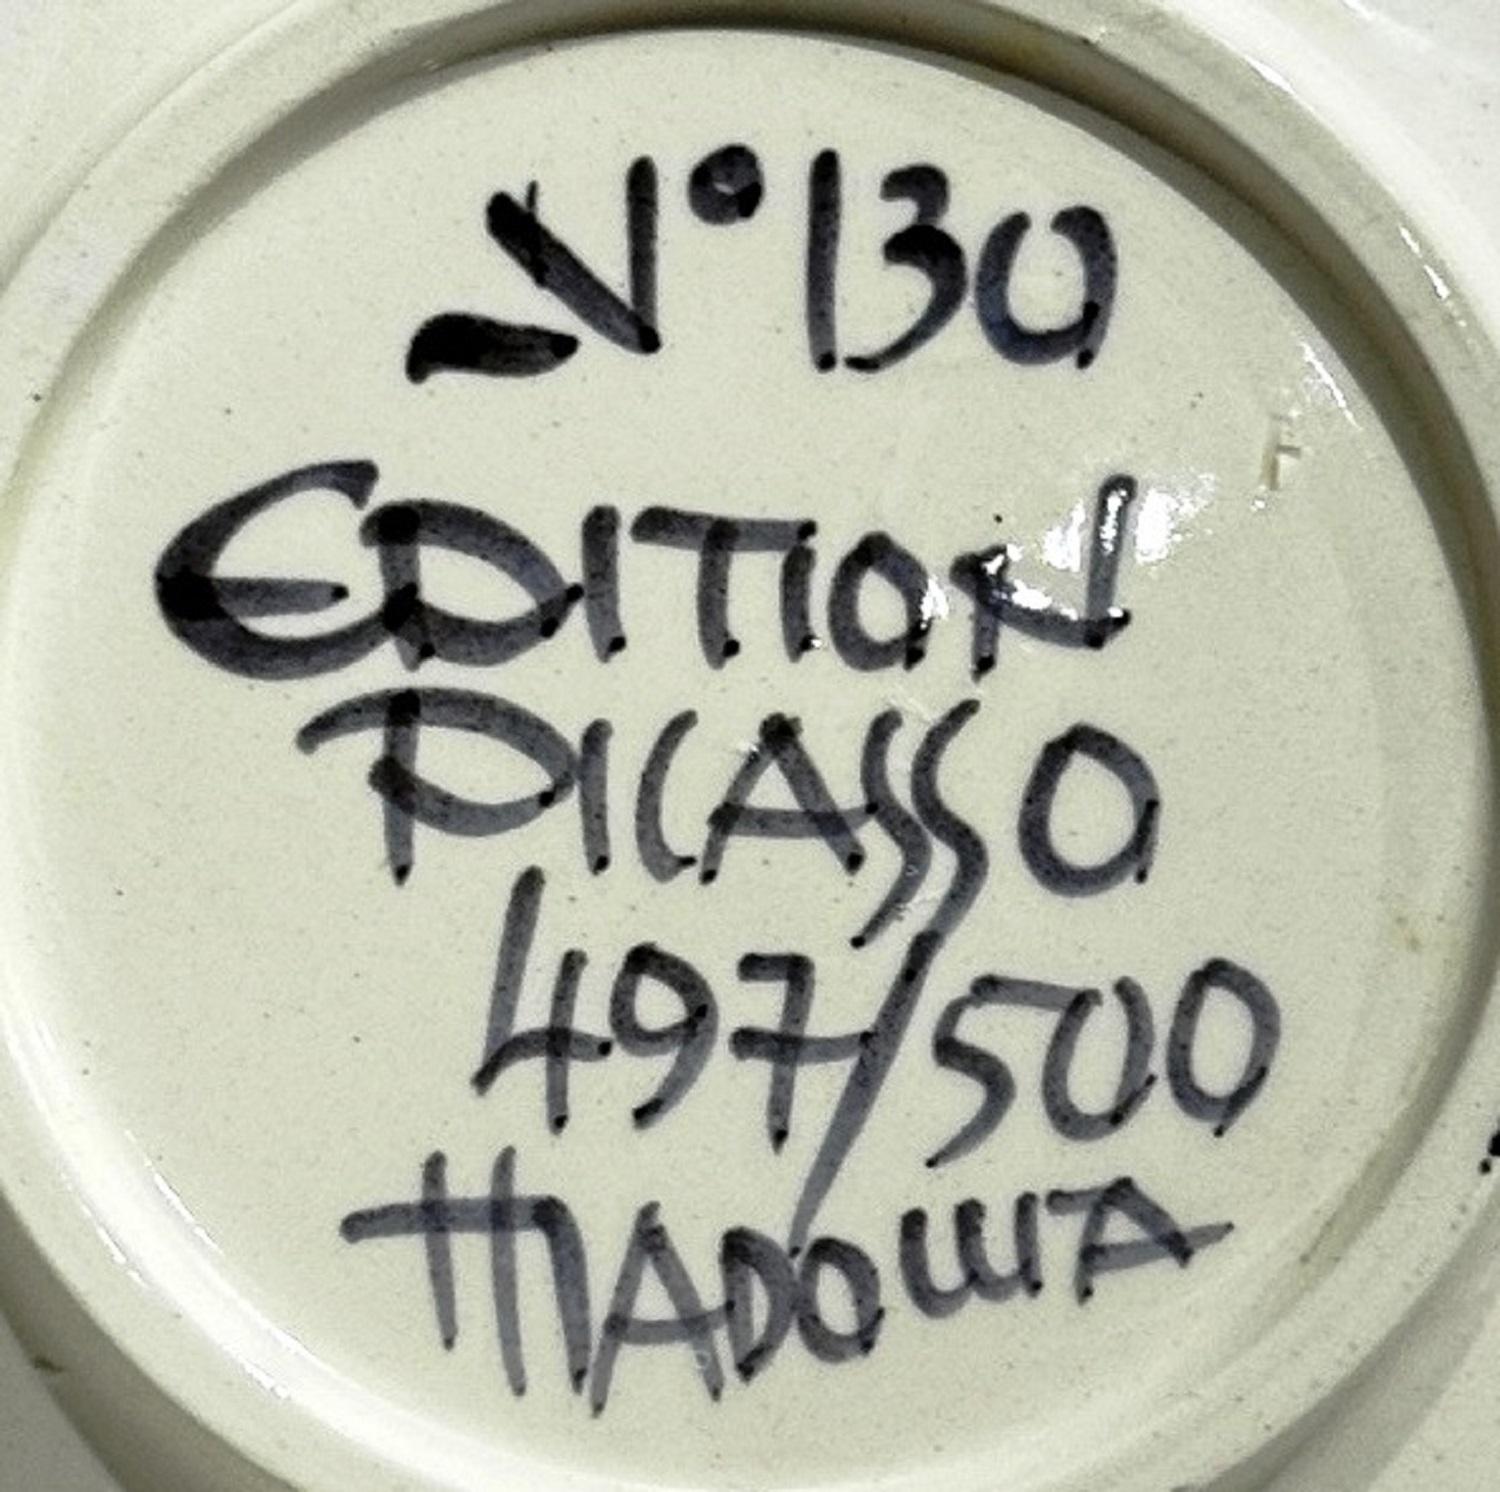 N° 130
EDITION
PICASSO
497/500
MADOURA